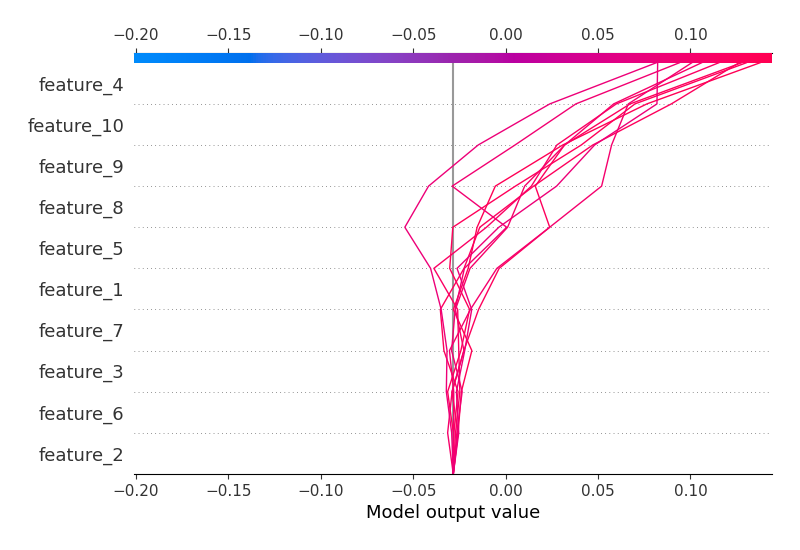 −0.20 −0.15 −0.10 −0.05 0.00 0.05 0.10
feature_4
feature_10
feature_9
feature_8
feature_5
feature_1
feature_7
feature_3
feature_6
feature_2
−0.20 −0.15 −0.10 −0.05 0.00 0.05 0.10
Model output value